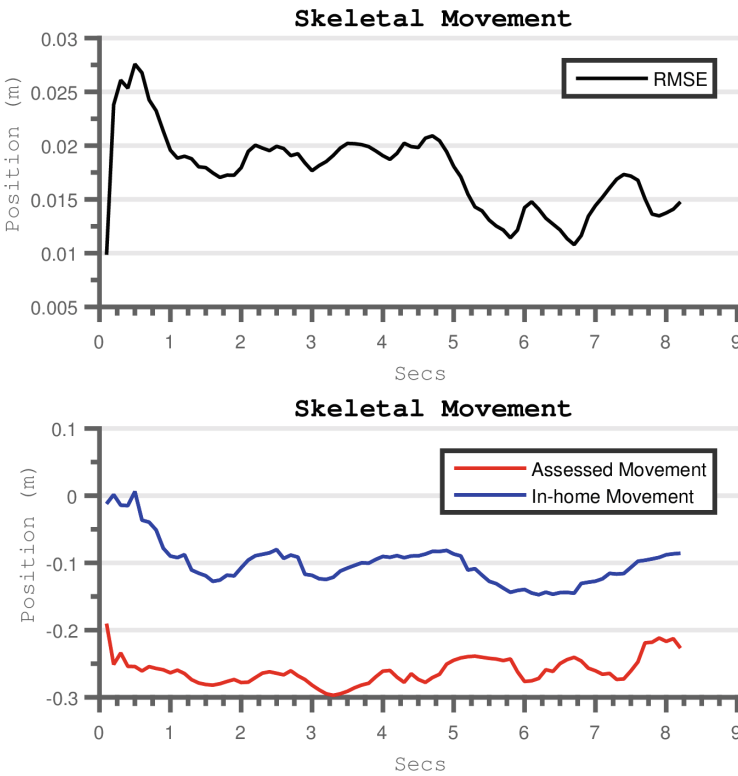 Skeletal Movement
0.03
0.025
0.02
0.015
0.01
0.005
Position (m)
RMSE
0 1 2 3 4 5 6 7 8 9
Secs
Skeletal Movement
0.1
0
-0.1
-0.2
-0.3
Position (m)
Assessed Movement
In-home Movement
0 1 2 3 4 5 6 7 8 9
Secs